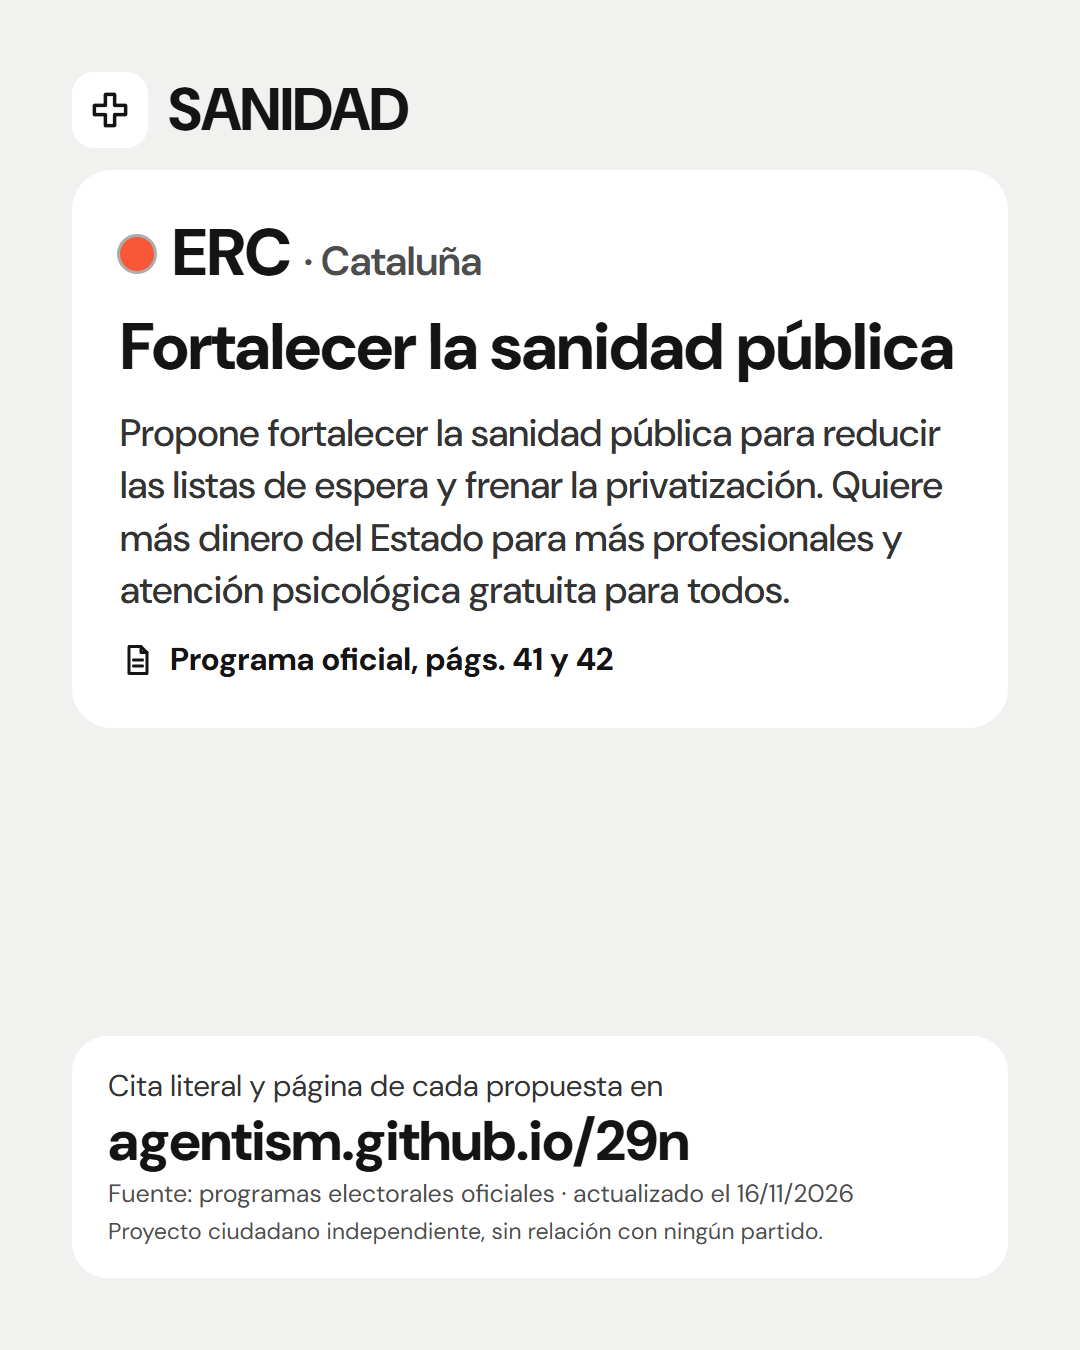 SANIDAD
ERC · Cataluña
Fortalecer la sanidad pública
Propone fortalecer la sanidad pública para reducir
las listas de espera y frenar la privatización. Quiere
más dinero del Estado para más profesionales y
atención psicológica gratuita para todos.
Programa oficial, págs. 41 y 42
Cita literal y página de cada propuesta en
agentism.github.io/29n
Fuente: programas electorales oficiales · actualizado el 16/11/2026
Proyecto ciudadano independiente, sin relación con ningún partido.